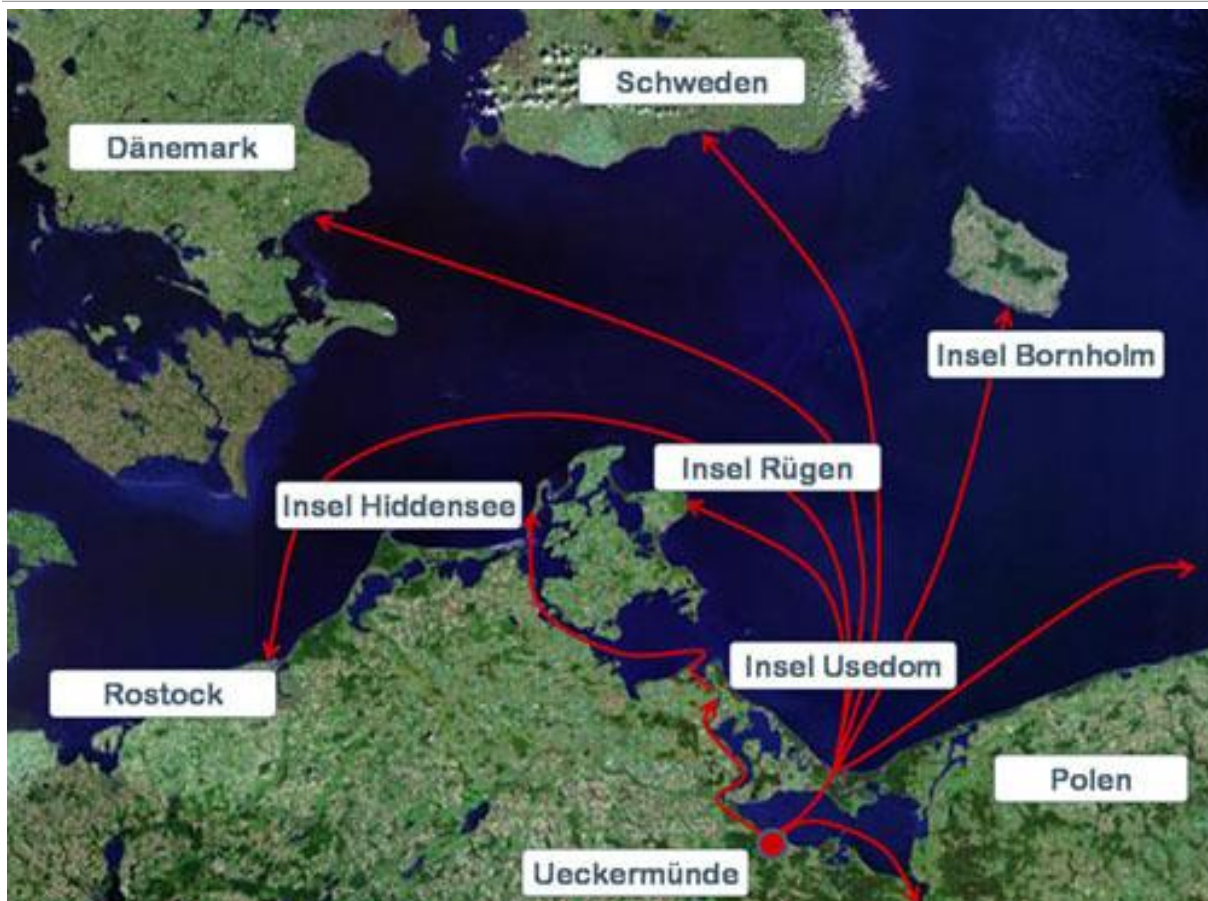 Schweden
Dänemark
Insel Bornholm
Insel Rügen
Insel Hiddensee
Insel Usedom
Rostock
Polen
Ueckermünde